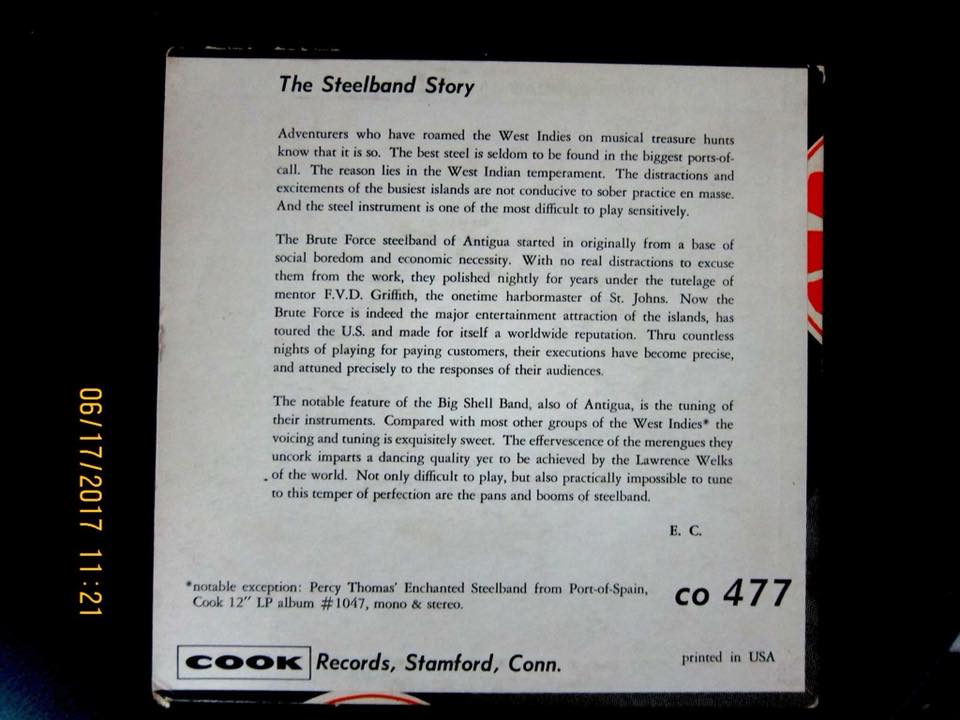 The Steelband Story
Adventurers who have roamed the West Indies on musical treasure hunts
know that it is so. The best steel is seldom to be found in the biggest ports-of-
call. The reason lies in the West Indian temperament. The distractions and
excitements of the busiest islands are not conducive to sober practice en masse.
And the steel instrument is one of the most difficult to play sensitively.
The Brute Force steelband of Antigua started in originally from a base of
social boredom and economic necessity. With no real distractions to excuse
them from the work, they polished nightly for years under the tutelage of
mentor F.V.D. Griffith, the onetime harbormaster of St. Johns. Now the
Brute Force is indeed the major entertainment attraction of the islands, has
toured the U.S. and made for itself a worldwide reputation. Thru countless
nights of playing for paying customers, their executions have become precise,
and attuned precisely to the responses of their audiences.
The notable feature of the Big Shell Band, also of Antigua, is the tuning of
their instruments. Compared with most other groups of the West Indies* the
voicing and tuning is exquisitely sweet. The effervescence of the merengues they
uncork imparts a dancing quality yet to be achieved by the Lawrence Welks
of the world. Not only difficult to play, but also practically impossible to tune
to this temper of perfection are the pans and booms of steelband.
E. C.
*notable exception: Percy Thomas' Enchanted Steelband from Port-of-Spain,
Cook 12" LP album #1047, mono & stereo.
co 477
COOK Records, Stamford, Conn.
printed in USA
06/17/2017 11:21